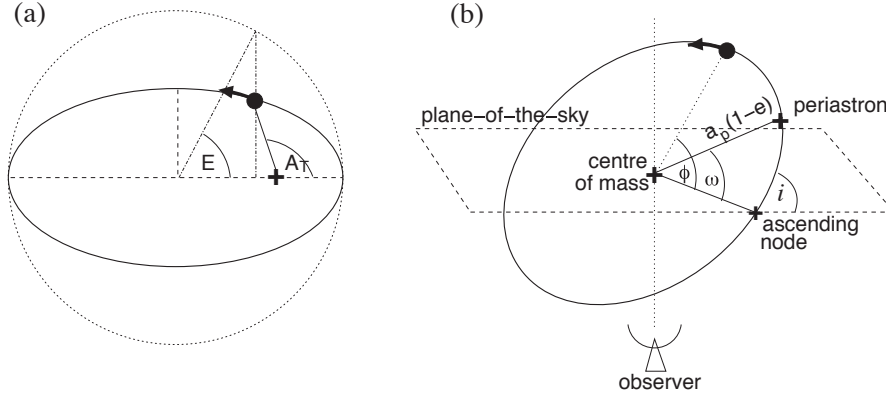 (a)
E
A_T
(b)
plane-of-the-sky
a_p(1-e)
periastron
centre
of mass
ϕ
ω
i
ascending
node
observer